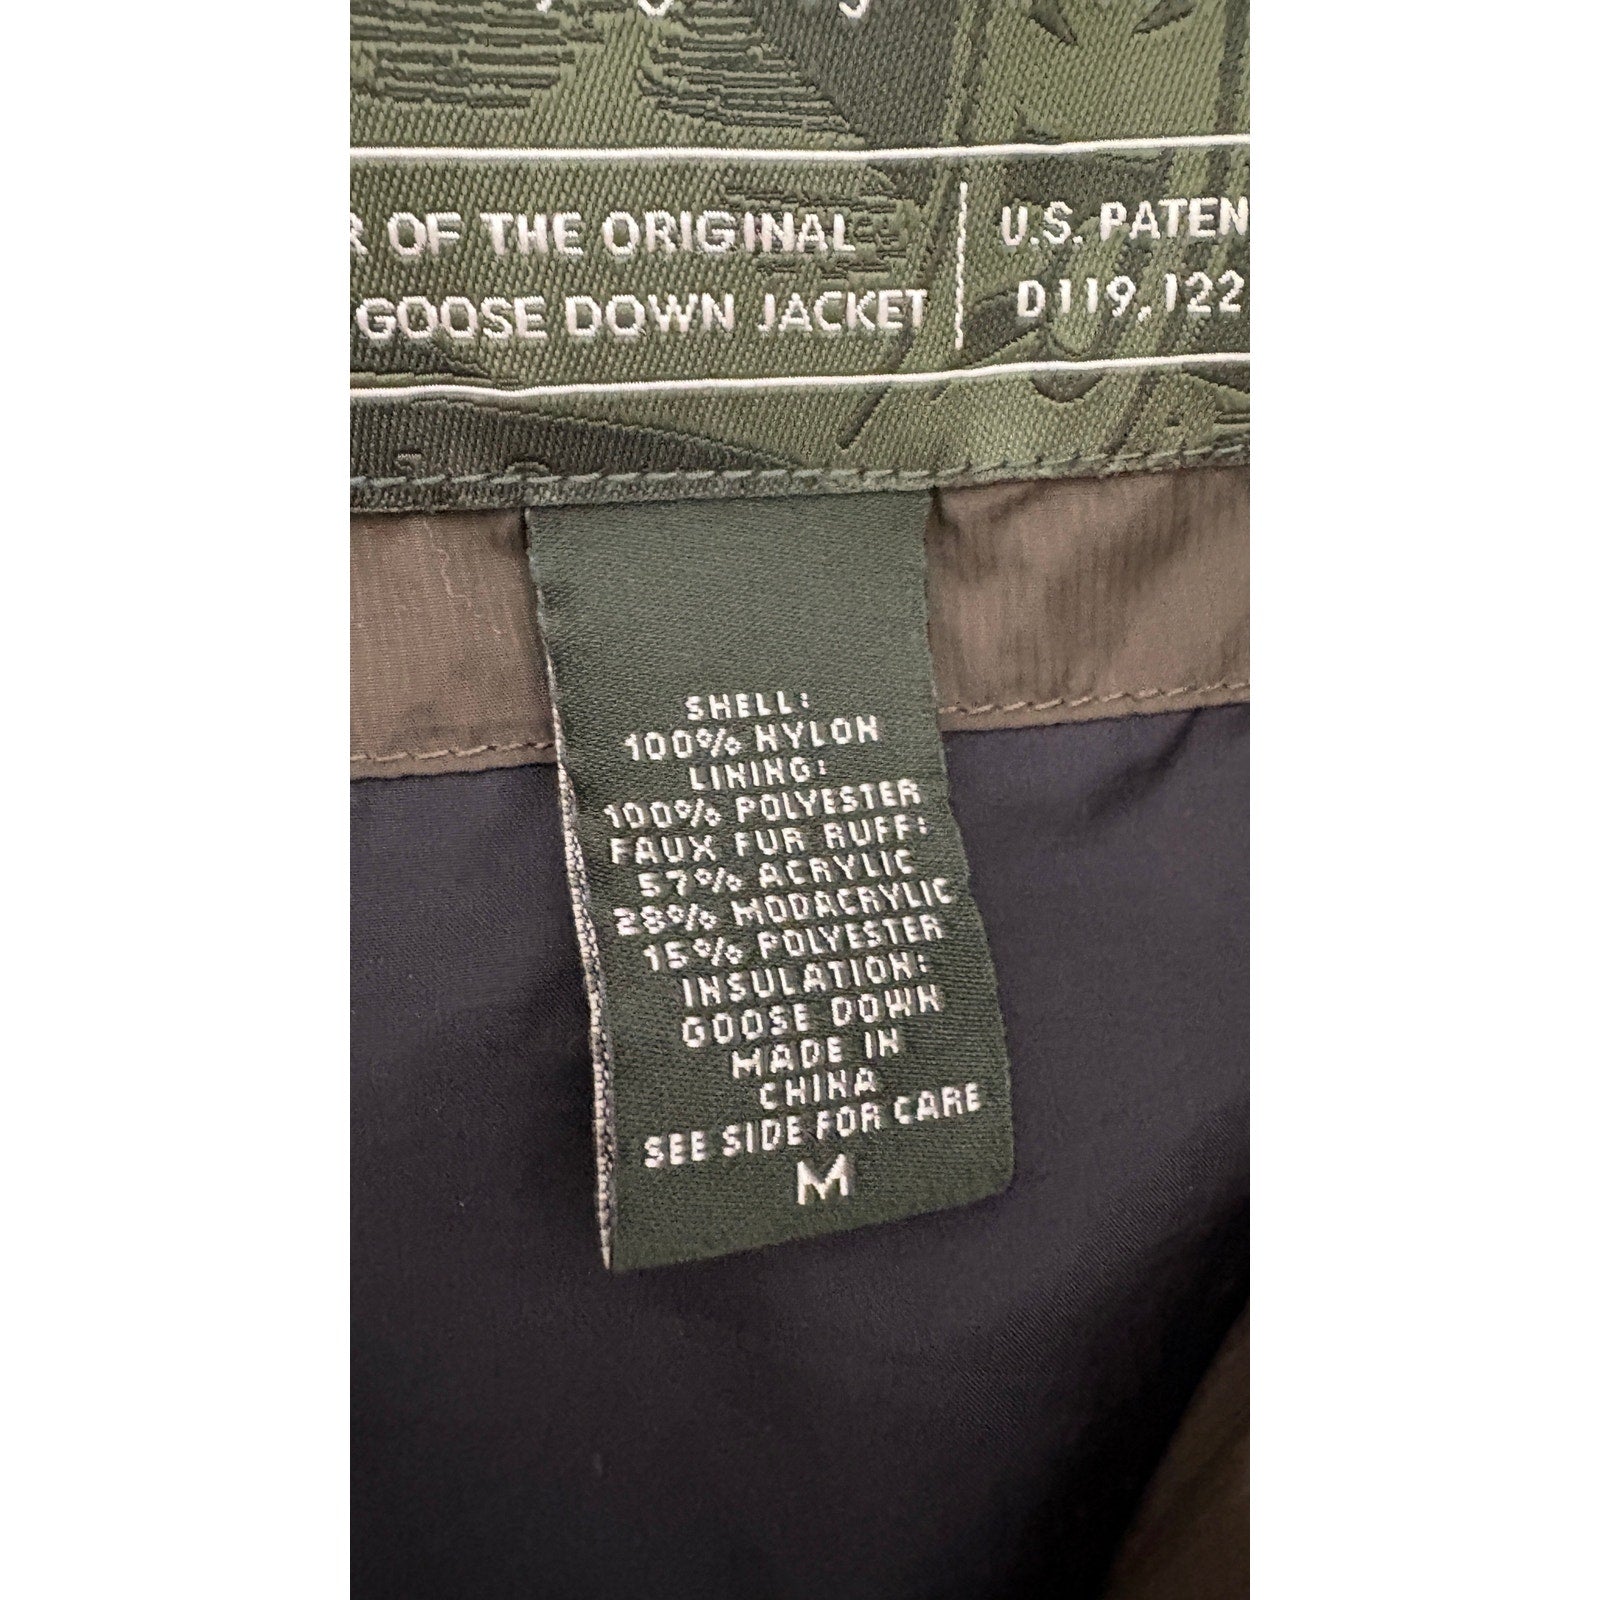 R OF THE ORIGINAL
GOOSE DOWN JACKET
U.S. PATEN
D119,122
SHELL:
100% NYLON
LINING:
100% POLYESTER
FAUX FUR RUFF:
57% ACRYLIC
28% MODACRYLIC
15% POLYESTER
INSULATION:
GOOSE DOWN
MADE IN
CHINA
SEE SIDE FOR CARE
M